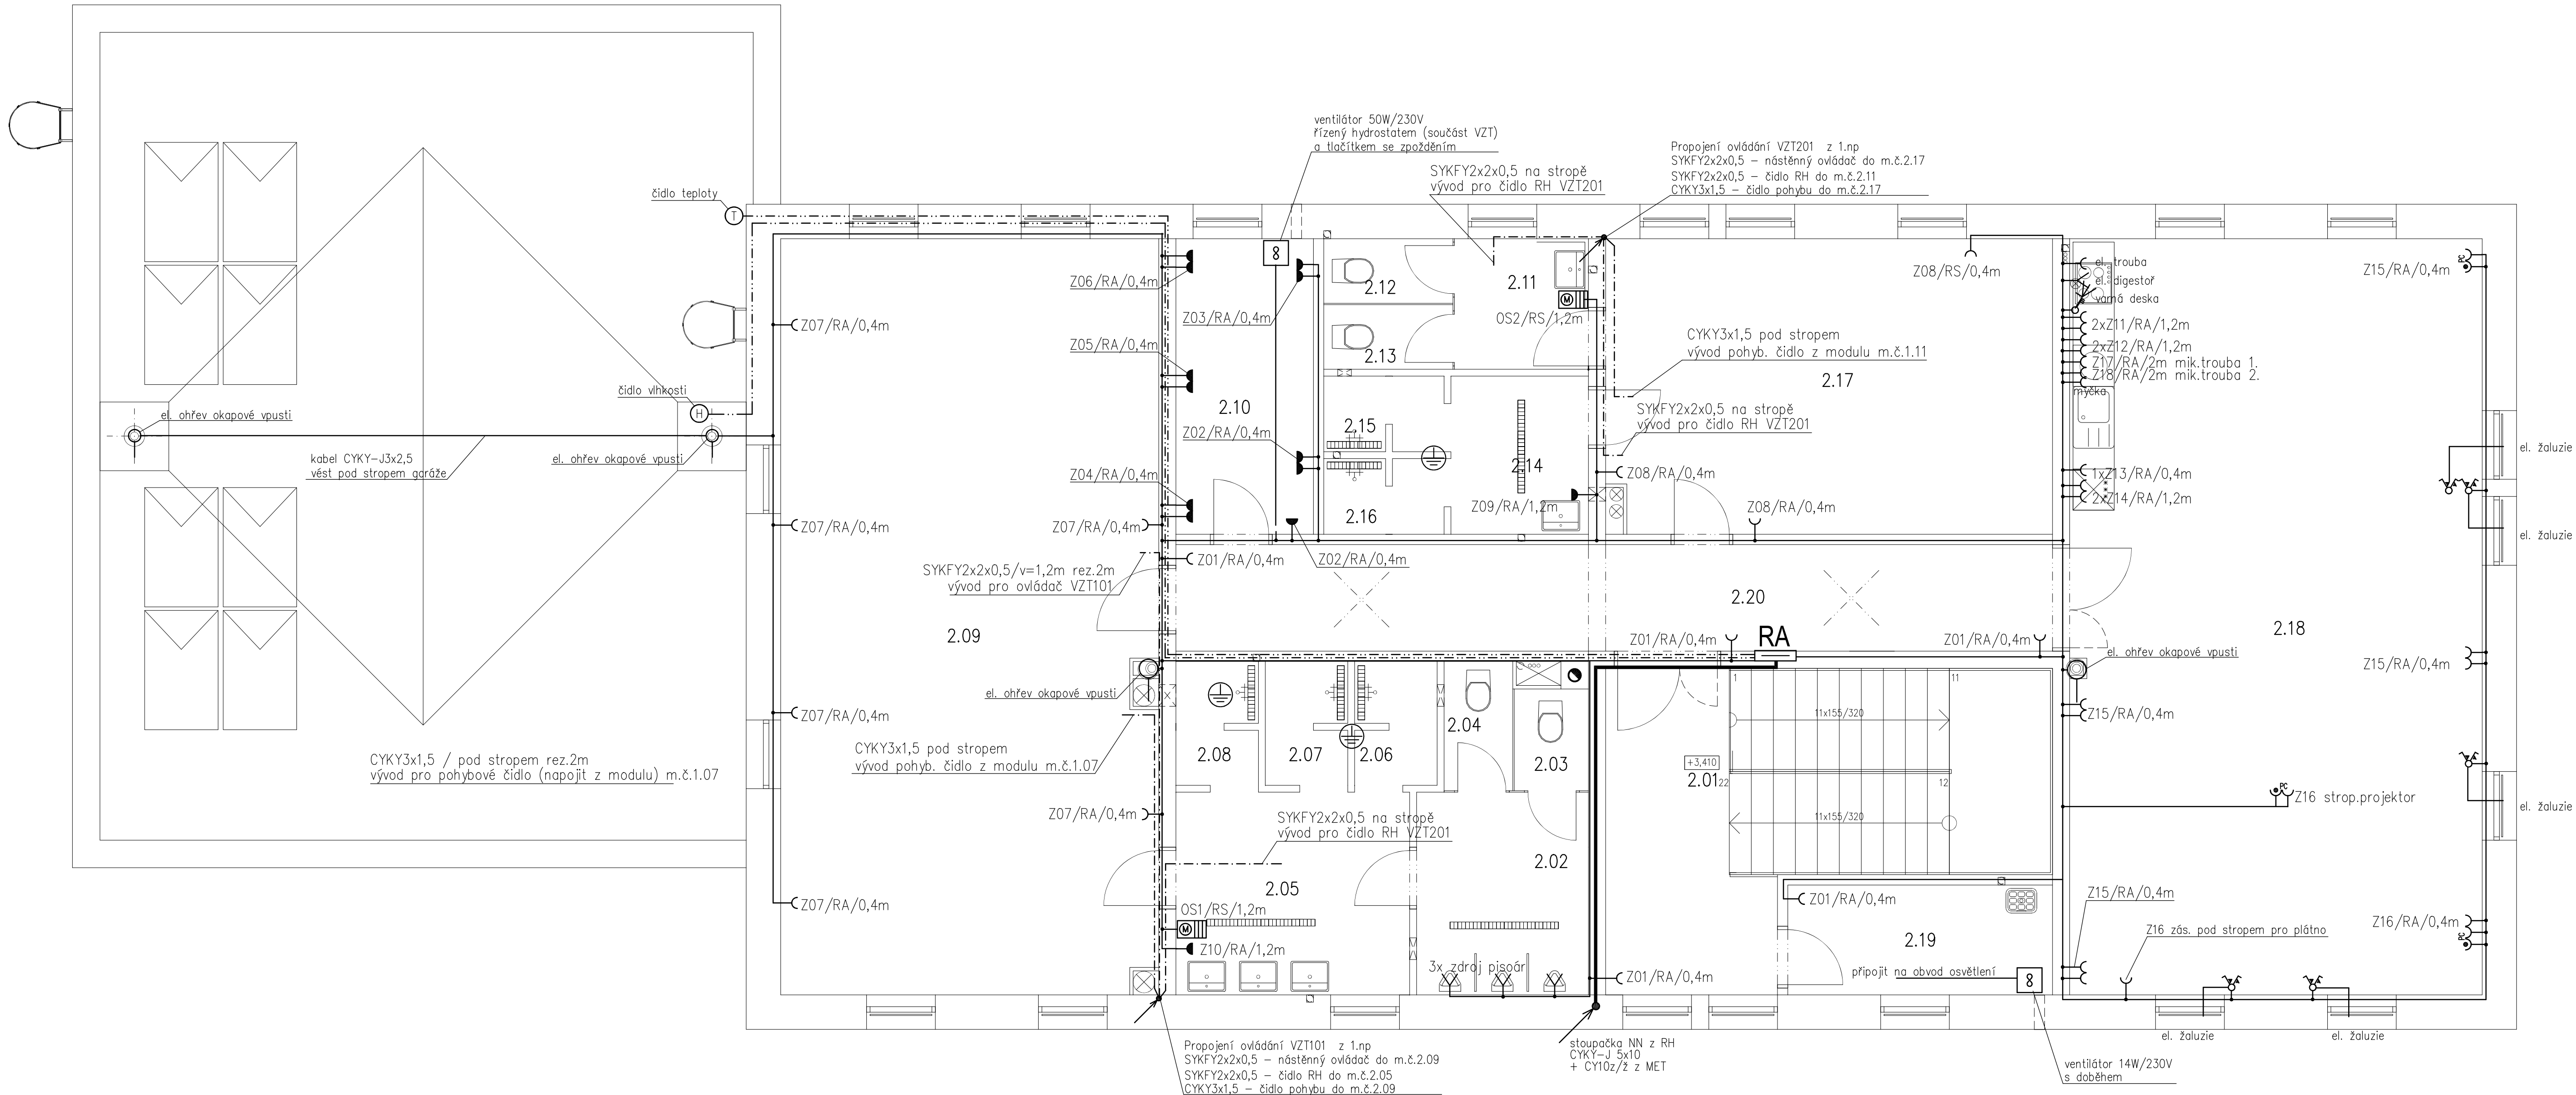 ventilátor 50W/230V
řízený hydrostatem (součást VZT)
a tlačítkem se zpožděním
SYKFY2x2x0,5 na stropě
vývod pro čidlo RH VZT201
Propojení ovládání VZT201 z 1.np
SYKFY2x2x0,5 – nástěnný ovládač do m.č.2.17
SYKFY2x2x0,5 – čidlo RH do m.č.2.11
CYKY3x1,5 – čidlo pohybu do m.č.2.17
čidlo teploty
T
8
Z06/RA/0,4m
Z03/RA/0,4m
2.12
2.11
M
OS2/RS/1,2m
Z08/RS/0,4m
el. trouba
el. digestoř
varná deska
PC
Z15/RA/0,4m
Z07/RA/0,4m
Z05/RA/0,4m
2.13
CYKY3x1,5 pod stropem
vývod pohyb. čidlo z modulu m.č.1.11
2.17
2xZ11/RA/1,2m
2xZ12/RA/1,2m
Z17/RA/2m mik.trouba 1.
Z18/RA/2m mik.trouba 2.
myčka
čidlo vlhkosti
H
el. ohřev okapové vpusti
2.10
2.15
SYKFY2x2x0,5 na stropě
vývod pro čidlo RH VZT201
Z02/RA/0,4m
kabel CYKY–J3x2,5
vést pod stropem garáže
el. ohřev okapové vpusti
Z04/RA/0,4m
2.14
Z08/RA/0,4m
1xZ13/RA/0,4m
2xZ14/RA/1,2m
el. žaluzie
el. žaluzie
Z07/RA/0,4m
Z07/RA/0,4m
2.16
Z09/RA/1,2m
Z08/RA/0,4m
Z01/RA/0,4m
Z02/RA/0,4m
SYKFY2x2x0,5/v=1,2m rez.2m
vývod pro ovládač VZT101
2.09
2.20
Z01/RA/0,4m
RA
Z01/RA/0,4m
2.18
el. ohřev okapové vpusti
Z15/RA/0,4m
el. ohřev okapové vpusti
1
11
11x155/320
Z07/RA/0,4m
Z15/RA/0,4m
2.04
CYKY3x1,5 pod stropem
vývod pohyb. čidlo z modulu m.č.1.07
2.08
2.07
2.06
2.03
CYKY3x1,5 / pod stropem rez.2m
vývod pro pohybové čidlo (napojit z modulu) m.č.1.07
+3,410
2.01
22
12
PC
Z16 strop.projektor
el. žaluzie
Z07/RA/0,4m
SYKFY2x2x0,5 na stropě
vývod pro čidlo RH VZT201
11x155/320
2.02
2.05
Z07/RA/0,4m
OS1/RS/1,2m
M
Z10/RA/1,2m
Z01/RA/0,4m
Z15/RA/0,4m
Z16/RA/0,4m
PC
2.19
Z16 zás. pod stropem pro plátno
3x zdroj pisoár
Z01/RA/0,4m
připojit na obvod osvětlení
8
el. žaluzie
el. žaluzie
Propojení ovládání VZT101 z 1.np
SYKFY2x2x0,5 – nástěnný ovládač do m.č.2.09
SYKFY2x2x0,5 – čidlo RH do m.č.2.05
CYKY3x1,5 – čidlo pohybu do m.č.2.09
stoupačka NN z RH
CYKY–J 5x10
+ CY10z/ž z MET
ventilátor 14W/230V
s doběhem